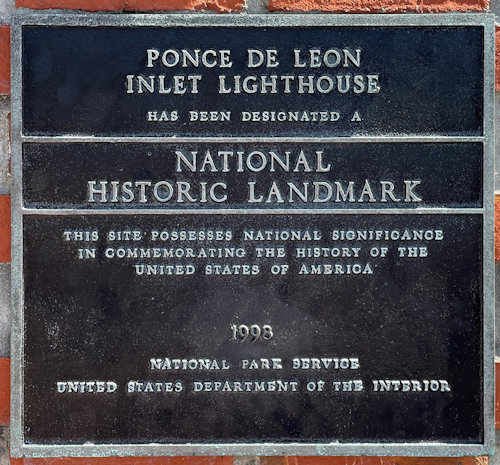 PONCE DE LEON
INLET LIGHTHOUSE
HAS BEEN DESIGNATED A
NATIONAL
HISTORIC LANDMARK
THIS SITE POSSESSES NATIONAL SIGNIFICANCE
IN COMMEMORATING THE HISTORY OF THE
UNITED STATES OF AMERICA
1998
NATIONAL PARK SERVICE
UNITED STATES DEPARTMENT OF THE INTERIOR